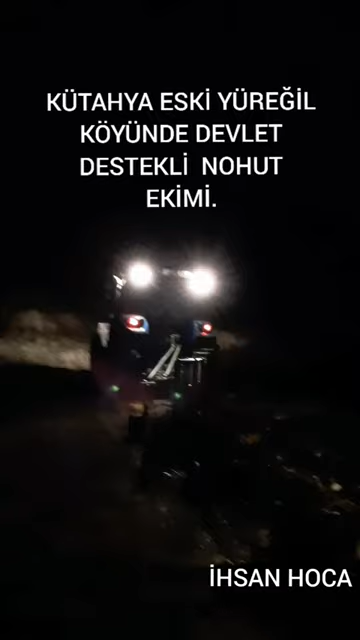 KÜTAHYA ESKİ YÜREĞİL
KÖYÜNDE DEVLET
DESTEKLİ NOHUT
EKİMİ.
İHSAN HOCA